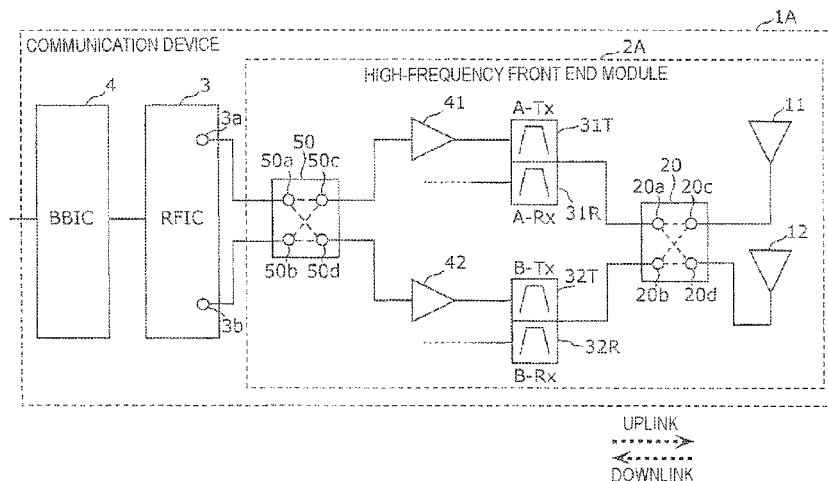 1A
COMMUNICATION DEVICE
2A
HIGH-FREQUENCY FRONT END MODULE
4
3
41
A-Tx
31T
11
3a
50
50a
50c
20
20a
20c
BBIC
RFIC
31R
A-Rx
12
50b
50d
42
B-Tx
32T
20b
20d
3b
32R
B-Rx
UPLINK
DOWNLINK